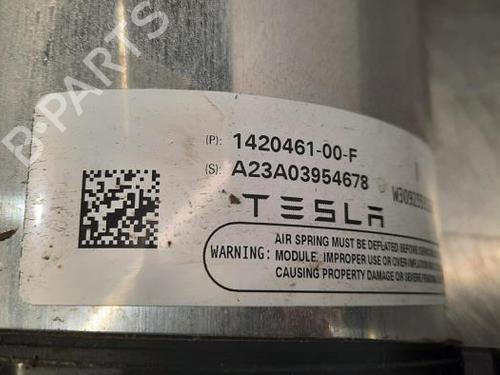 B-PARTS
(P): 1420461-00-F
(S): A23A03954678
TESLA
WARNING:
AIR SPRING MUST BE DEFLATED BEFORE
MODULE. IMPROPER USE OR OVER-INFLATION
CAUSING PROPERTY DAMAGE OR SEVERE